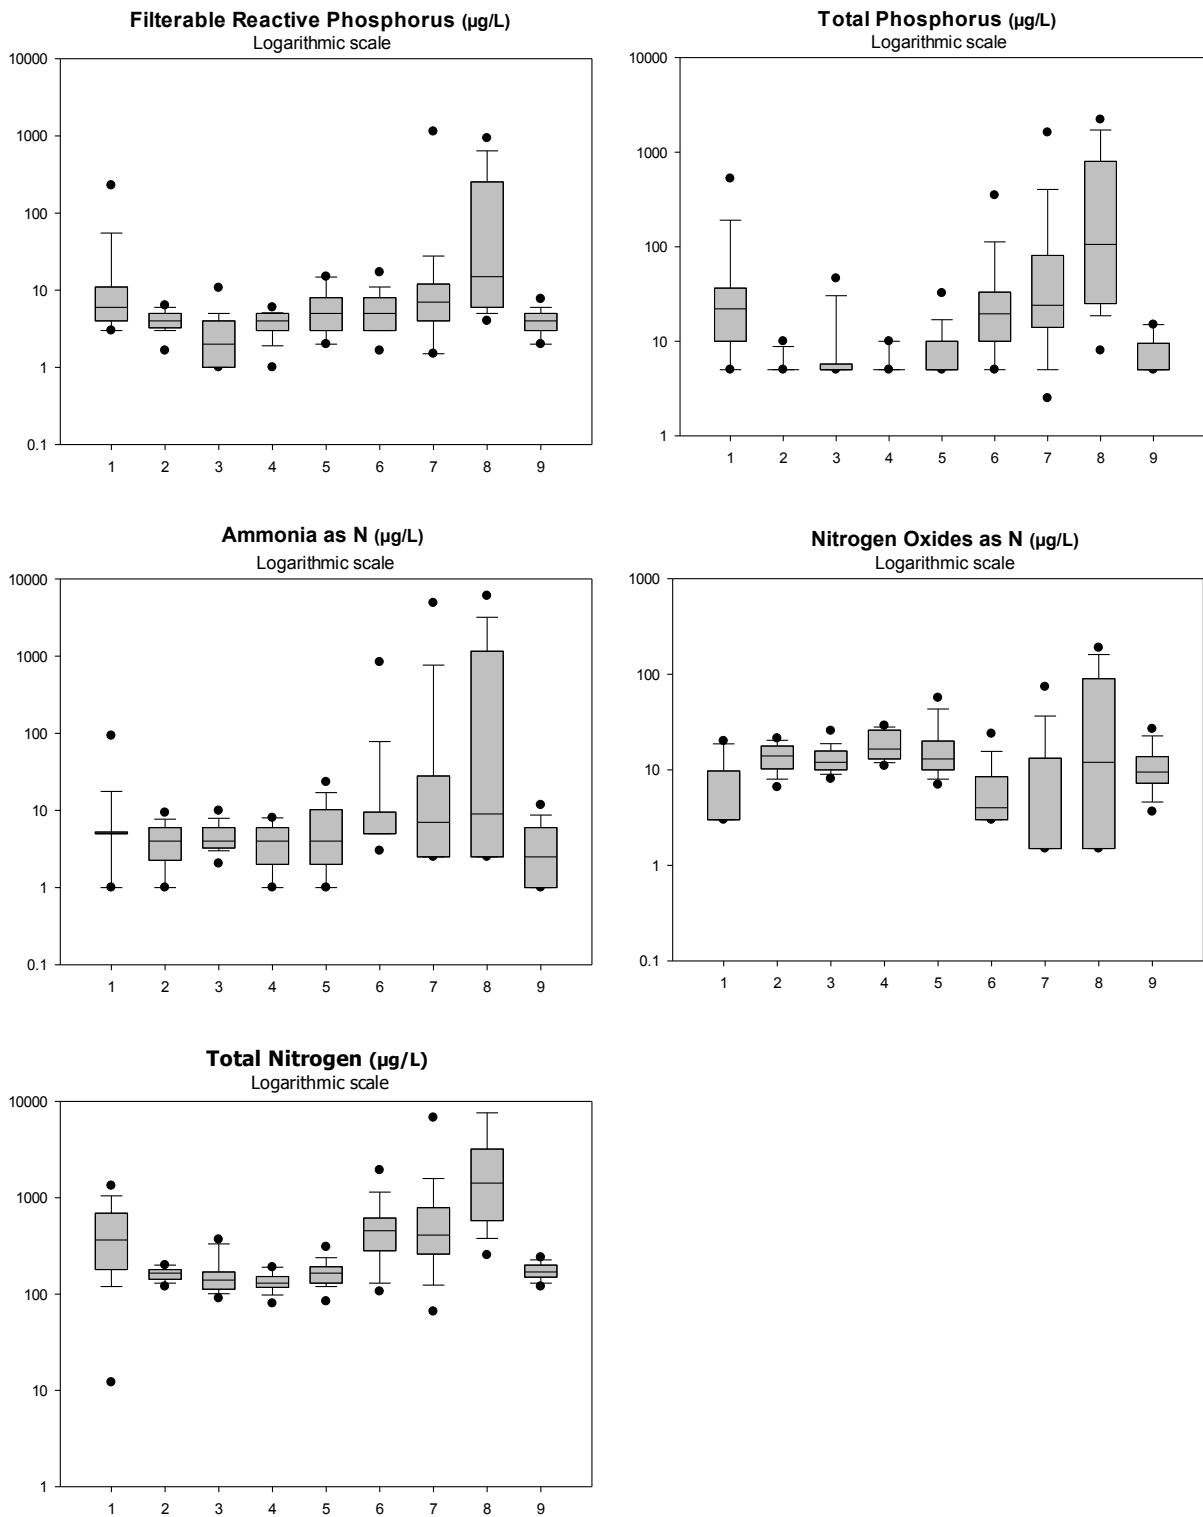 Filterable Reactive Phosphorus (µg/L)
Logarithmic scale
10000
1000
100
10
1
0.1
1 2 3 4 5 6 7 8 9
Total Phosphorus (µg/L)
Logarithmic scale
10000
1000
100
10
1
1 2 3 4 5 6 7 8 9
Ammonia as N (µg/L)
Logarithmic scale
10000
1000
100
10
1
0.1
1 2 3 4 5 6 7 8 9
Nitrogen Oxides as N (µg/L)
Logarithmic scale
1000
100
10
1
0.1
1 2 3 4 5 6 7 8 9
Total Nitrogen (µg/L)
Logarithmic scale
10000
1000
100
10
1
1 2 3 4 5 6 7 8 9